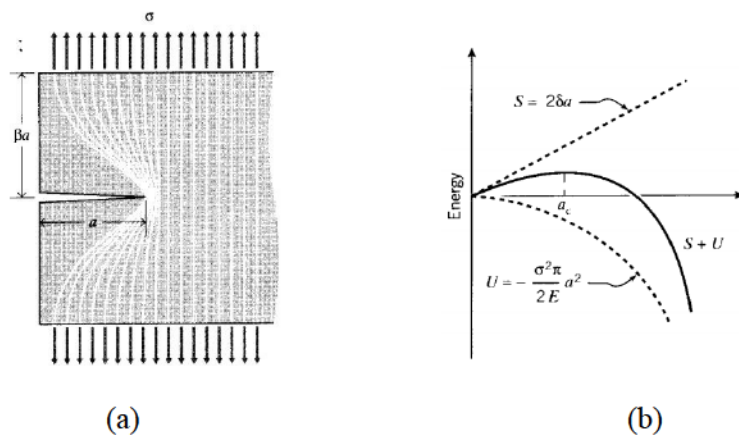 σ
:
βa
a
(a)
Energy
S = 2δa
a_c
S + U
U = - σ²π/2E a²
(b)